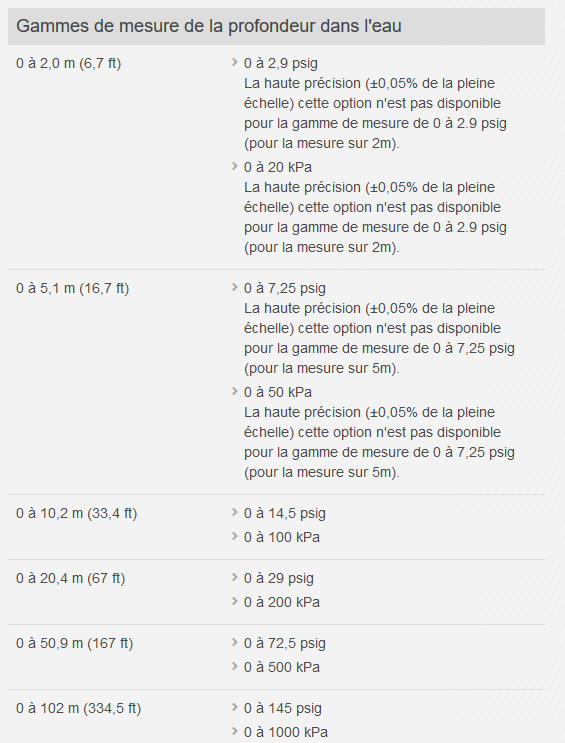 Gammes de mesure de la profondeur dans l'eau
0 à 2,0 m (6,7 ft)
0 à 2,9 psig
La haute précision (±0,05% de la pleine
échelle) cette option n'est pas disponible
pour la gamme de mesure de 0 à 2.9 psig
(pour la mesure sur 2m).
0 à 20 kPa
La haute précision (±0,05% de la pleine
échelle) cette option n'est pas disponible
pour la gamme de mesure de 0 à 2.9 psig
(pour la mesure sur 2m).
0 à 5,1 m (16,7 ft)
0 à 7,25 psig
La haute précision (±0,05% de la pleine
échelle) cette option n'est pas disponible
pour la gamme de mesure de 0 à 7,25 psig
(pour la mesure sur 5m).
0 à 50 kPa
La haute précision (±0,05% de la pleine
échelle) cette option n'est pas disponible
pour la gamme de mesure de 0 à 7,25 psig
(pour la mesure sur 5m).
0 à 10,2 m (33,4 ft)
0 à 14,5 psig
0 à 100 kPa
0 à 20,4 m (67 ft)
0 à 29 psig
0 à 200 kPa
0 à 50,9 m (167 ft)
0 à 72,5 psig
0 à 500 kPa
0 à 102 m (334,5 ft)
0 à 145 psig
0 à 1000 kPa